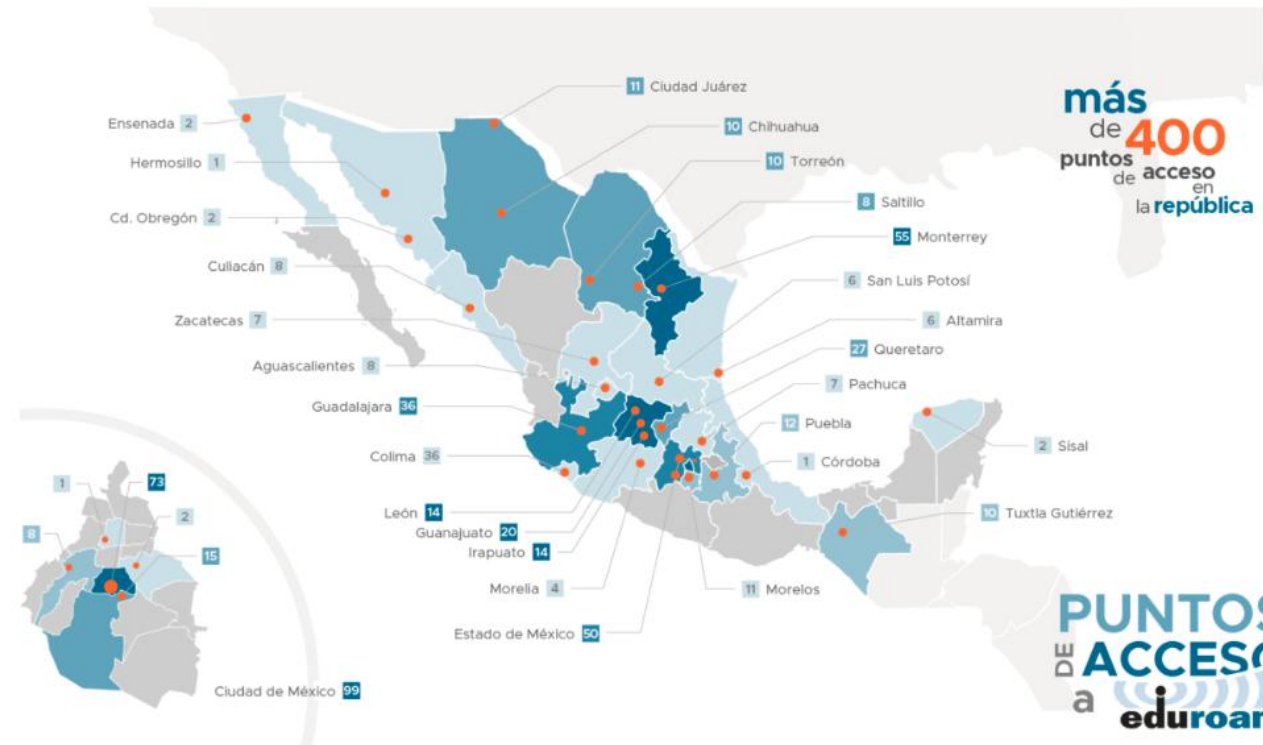 11 Ciudad Juárez
Ensenada 2
10 Chihuahua
Hermosillo 1
10 Torreón
Cd. Obregón 2
8 Saltillo
Culiacán 8
55 Monterrey
Zacatecas 7
6 San Luis Potosí
Aguascalientes 8
6 Altamira
Guadalajara 36
27 Queretaro
Colima 36
7 Pachuca
12 Puebla
2 Sisal
1 Córdoba
León 14
10 Tuxtla Gutiérrez
Guanajuato 20
Irapuato 14
Morelia 4
11 Morelos
Estado de México 50
1
73
2
8
15
Ciudad de México 99
más
de 400
puntos de acceso en
la república
PUNTOS
DE ACCESO
a eduroam